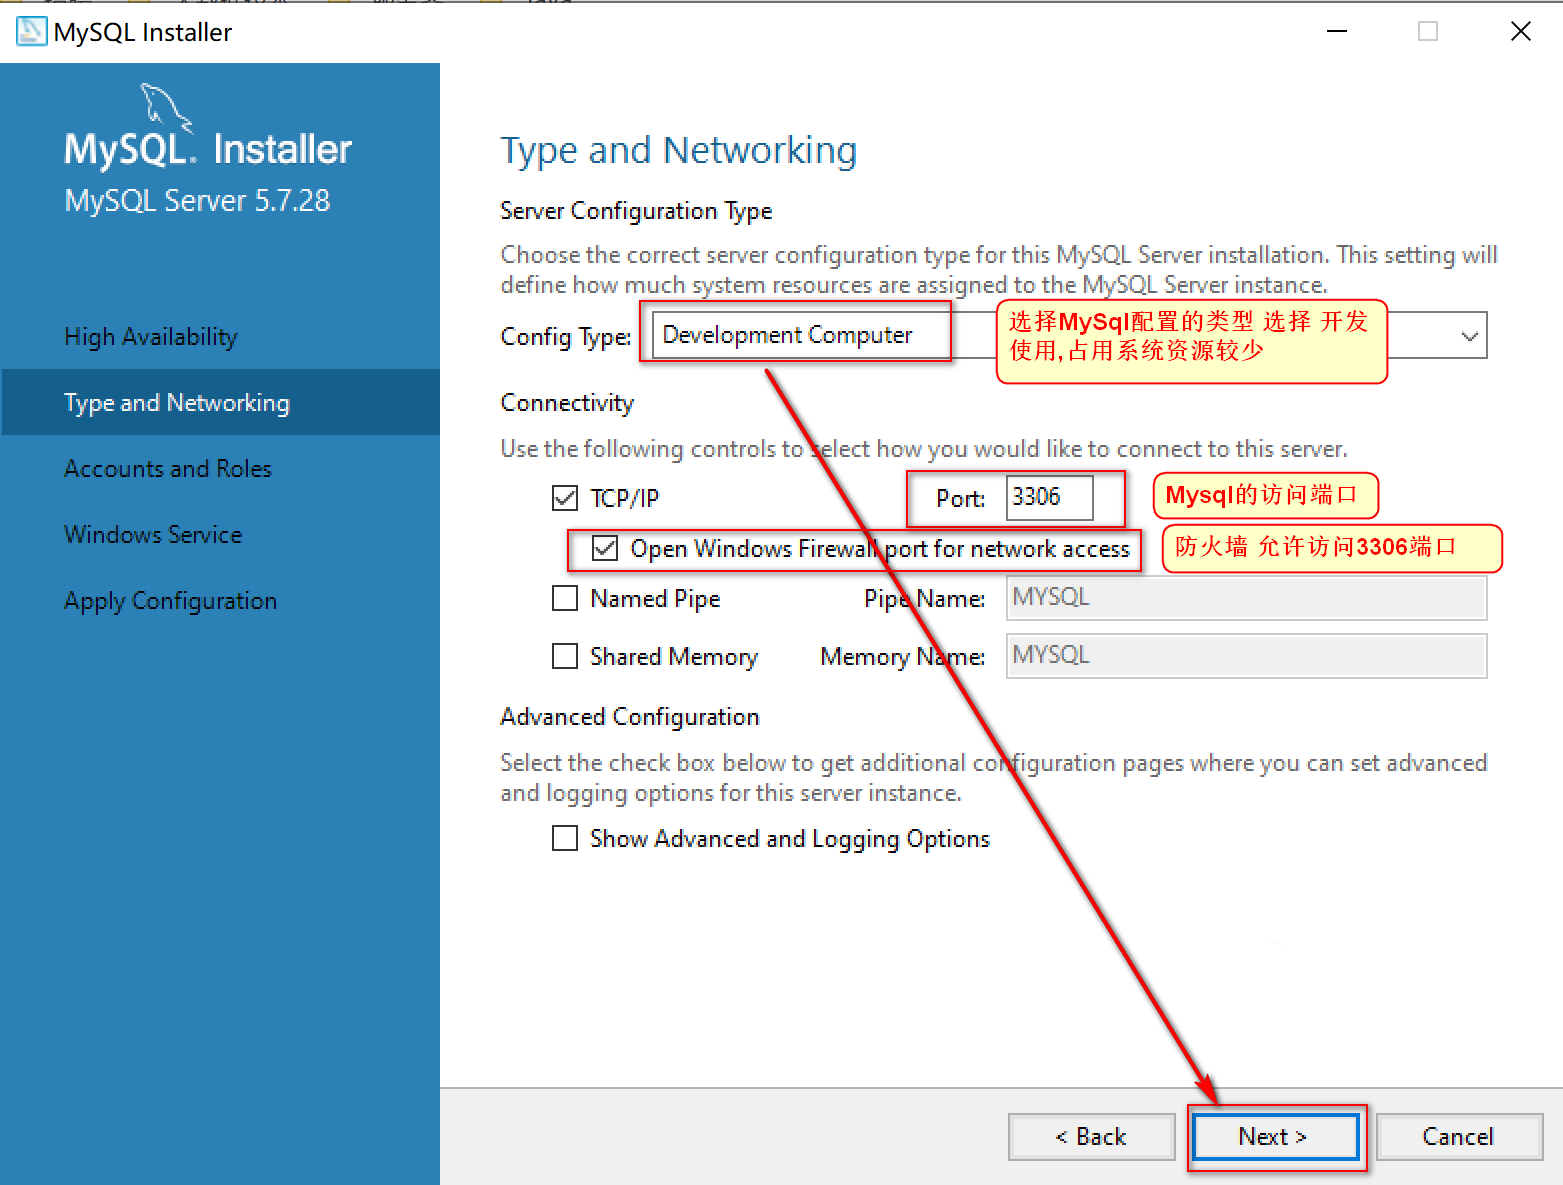 MySQL Installer
MySQL Installer
MySQL Server 5.7.28
High Availability
Type and Networking
Accounts and Roles
Windows Service
Apply Configuration
Type and Networking
Server Configuration Type
Choose the correct server configuration type for this MySQL Server installation. This setting will
define how much system resources are assigned to the MySQL Server instance.
Config Type: Development Computer
选择MySql配置的类型 选择 开发
使用,占用系统资源较少
Connectivity
Use the following controls to select how you would like to connect to this server.
TCP/IP Port: 3306 Mysql的访问端口
Open Windows Firewall port for network access 防火墙 允许访问3306端口
Named Pipe Pipe Name: MYSQL
Shared Memory Memory Name: MYSQL
Advanced Configuration
Select the check box below to get additional configuration pages where you can set advanced
and logging options for this server instance.
Show Advanced and Logging Options
< Back Next > Cancel